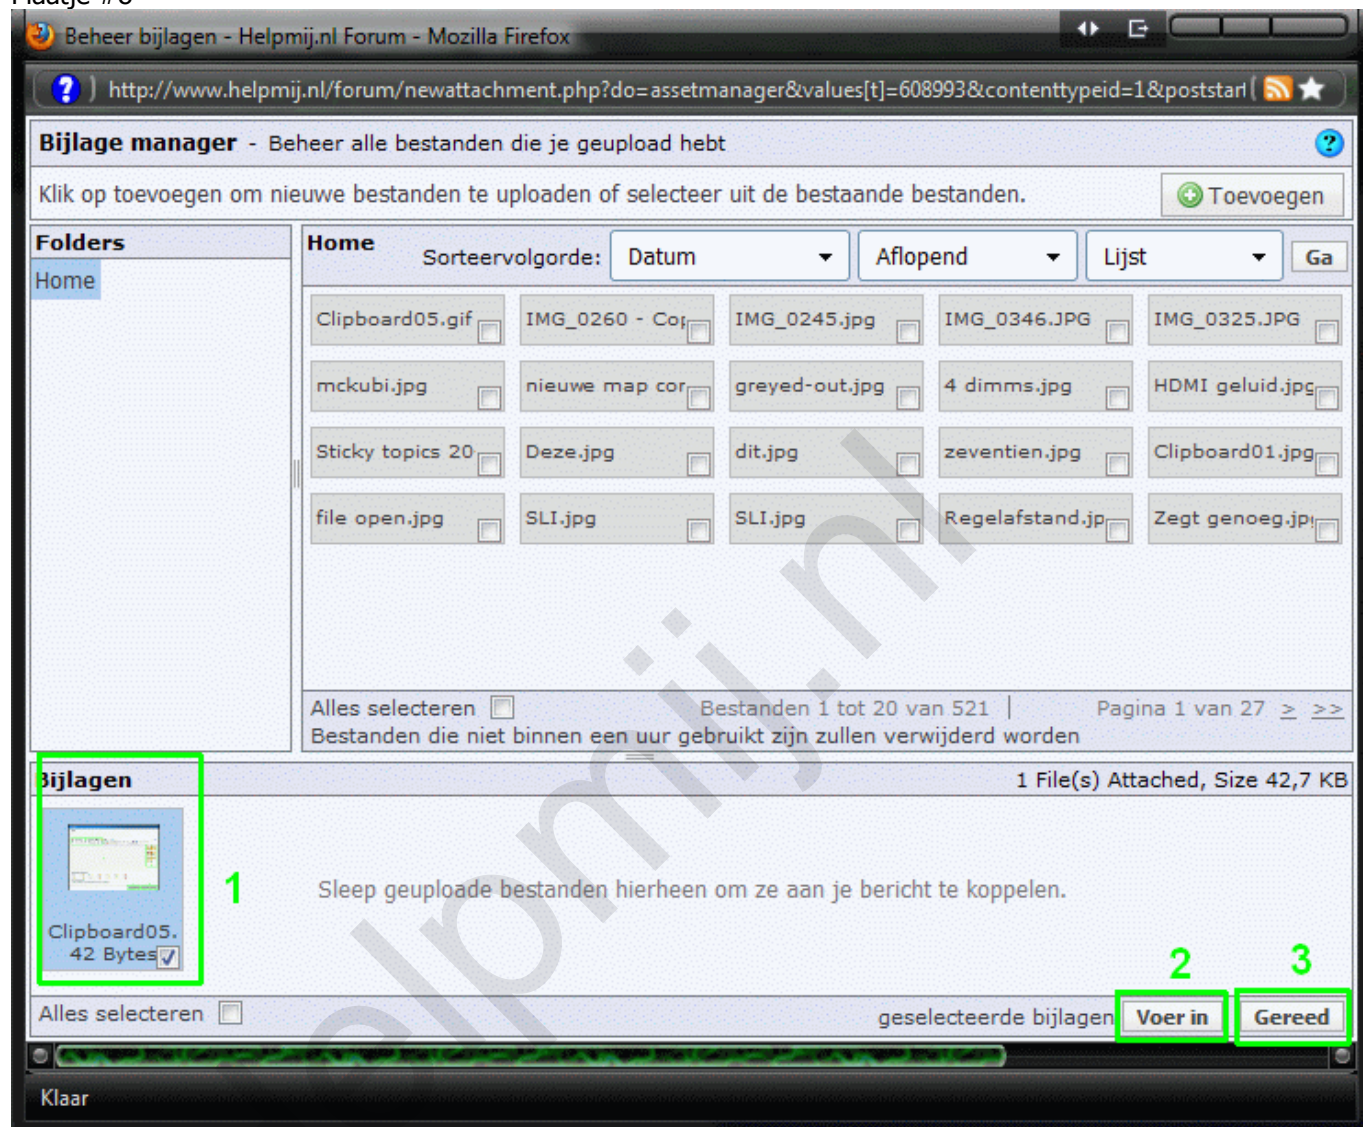 Beheer bijlagen - Helpmij.nl Forum - Mozilla Firefox
http://www.helpmij.nl/forum/newattachment.php?do=assetmanager&values[t]=608993&contenttypeid=1&poststart
Bijlage manager - Beheer alle bestanden die je geupload hebt
Klik op toevoegen om nieuwe bestanden te uploaden of selecteer uit de bestaande bestanden. Toevoegen
Folders
Home
Home Sorteervolgorde: Datum Aflopend Lijst Ga
Clipboard05.gif IMG_0260 - Cop IMG_0245.jpg IMG_0346.JPG IMG_0325.JPG
mckubi.jpg nieuwe map cor greyed-out.jpg 4 dimms.jpg HDMI geluid.jpg
Sticky topics 20 Deze.jpg dit.jpg zeventien.jpg Clipboard01.jpg
file open.jpg SLI.jpg SLI.jpg Regelafstand.jp Zegt genoeg.jp
Alles selecteren Bestanden 1 tot 20 van 521 | Pagina 1 van 27 > >>
Bestanden die niet binnen een uur gebruikt zijn zullen verwijderd worden
Bijlagen 1 File(s) Attached, Size 42,7 KB
1 Sleep geuploade bestanden hierheen om ze aan je bericht te koppelen.
Clipboard05.
42 Bytes
2 3
Alles selecteren geselecteerde bijlagen Voer in Gereed
Klaar
helpmij.nl